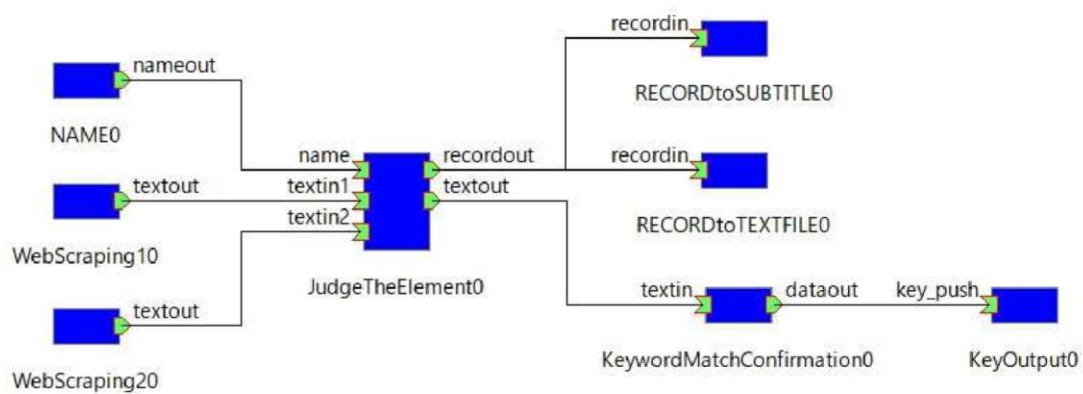 recordin
RECORDtoSUBTITLE0
nameout
NAME0
name
recordout
recordin
RECORDtoTEXTFILE0
textout
textin1
textout
WebScraping10
textin2
JudgeTheElement0
textout
WebScraping20
textin
dataout
key_push
KeywordMatchConfirmation0
KeyOutput0